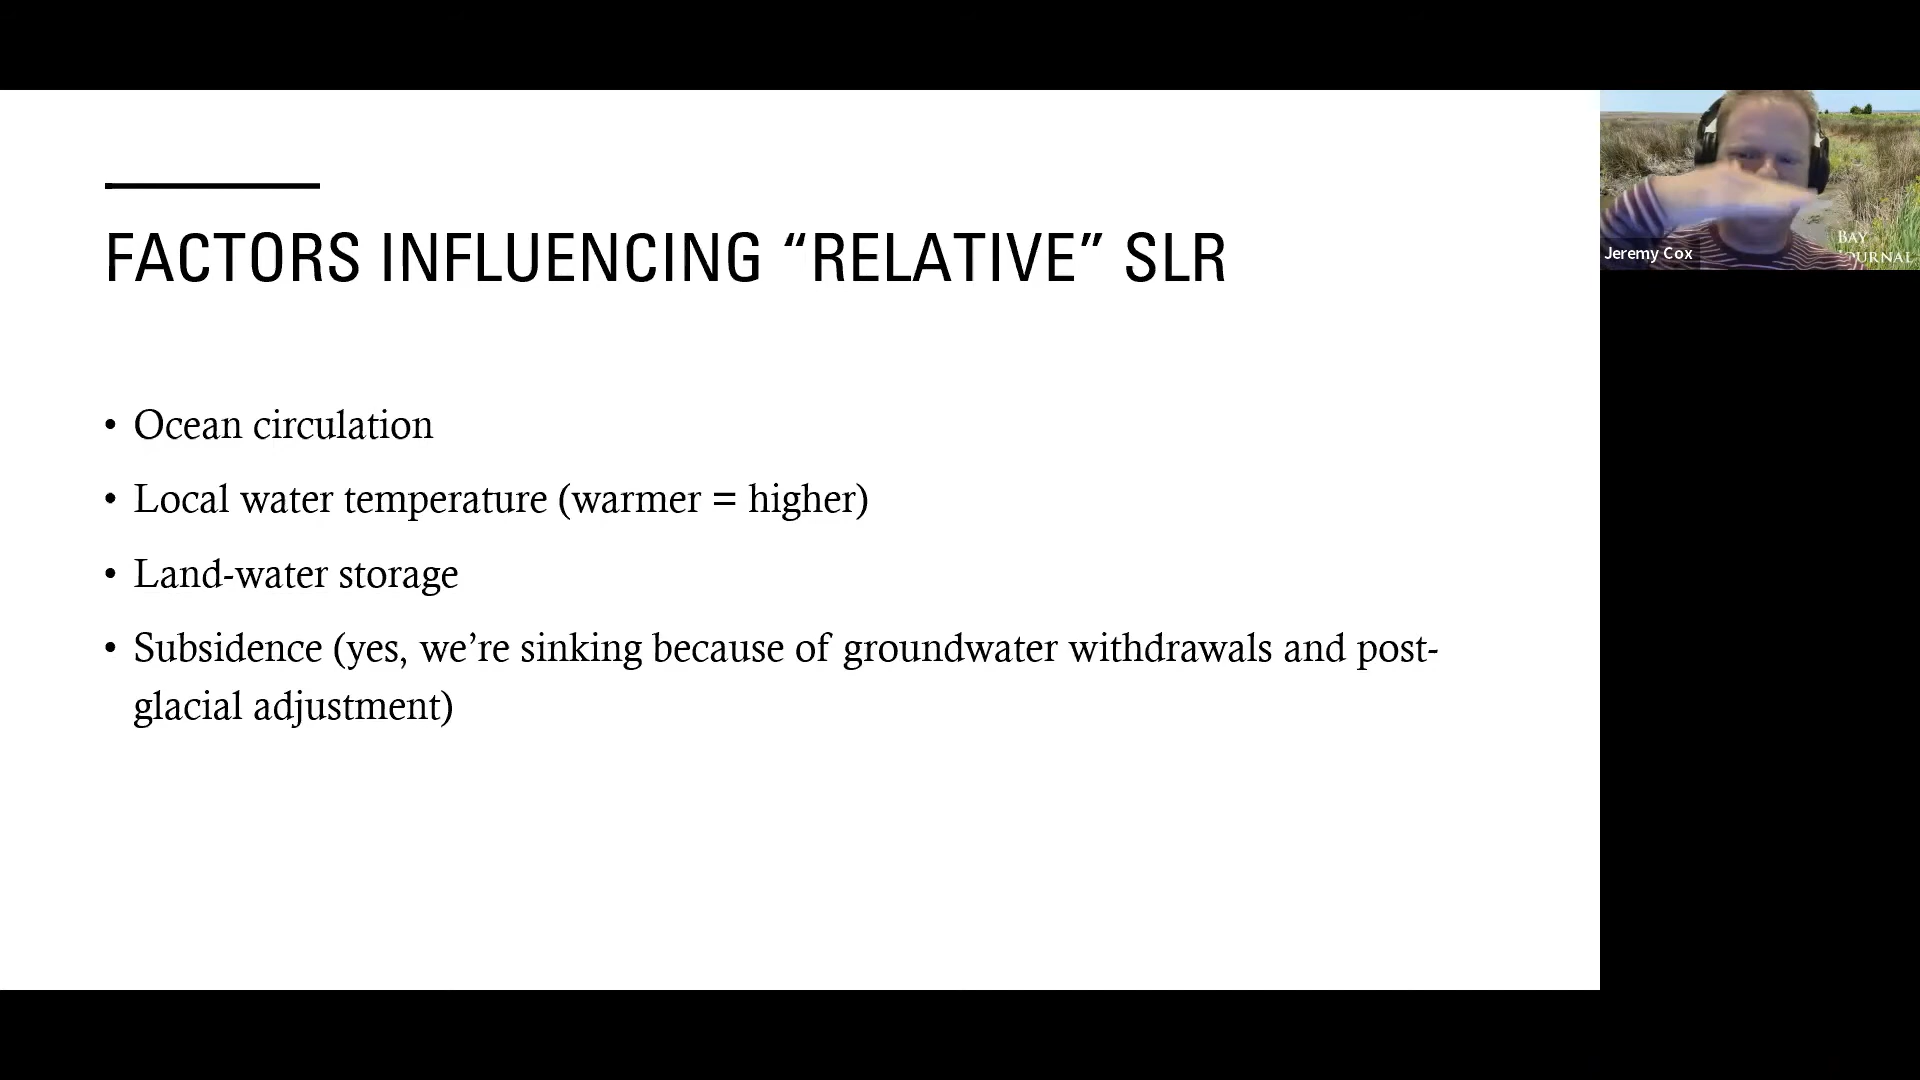 FACTORS INFLUENCING “RELATIVE” SLR
• Ocean circulation
• Local water temperature (warmer = higher)
• Land-water storage
• Subsidence (yes, we’re sinking because of groundwater withdrawals and post-
glacial adjustment)
Jeremy Cox
BAY